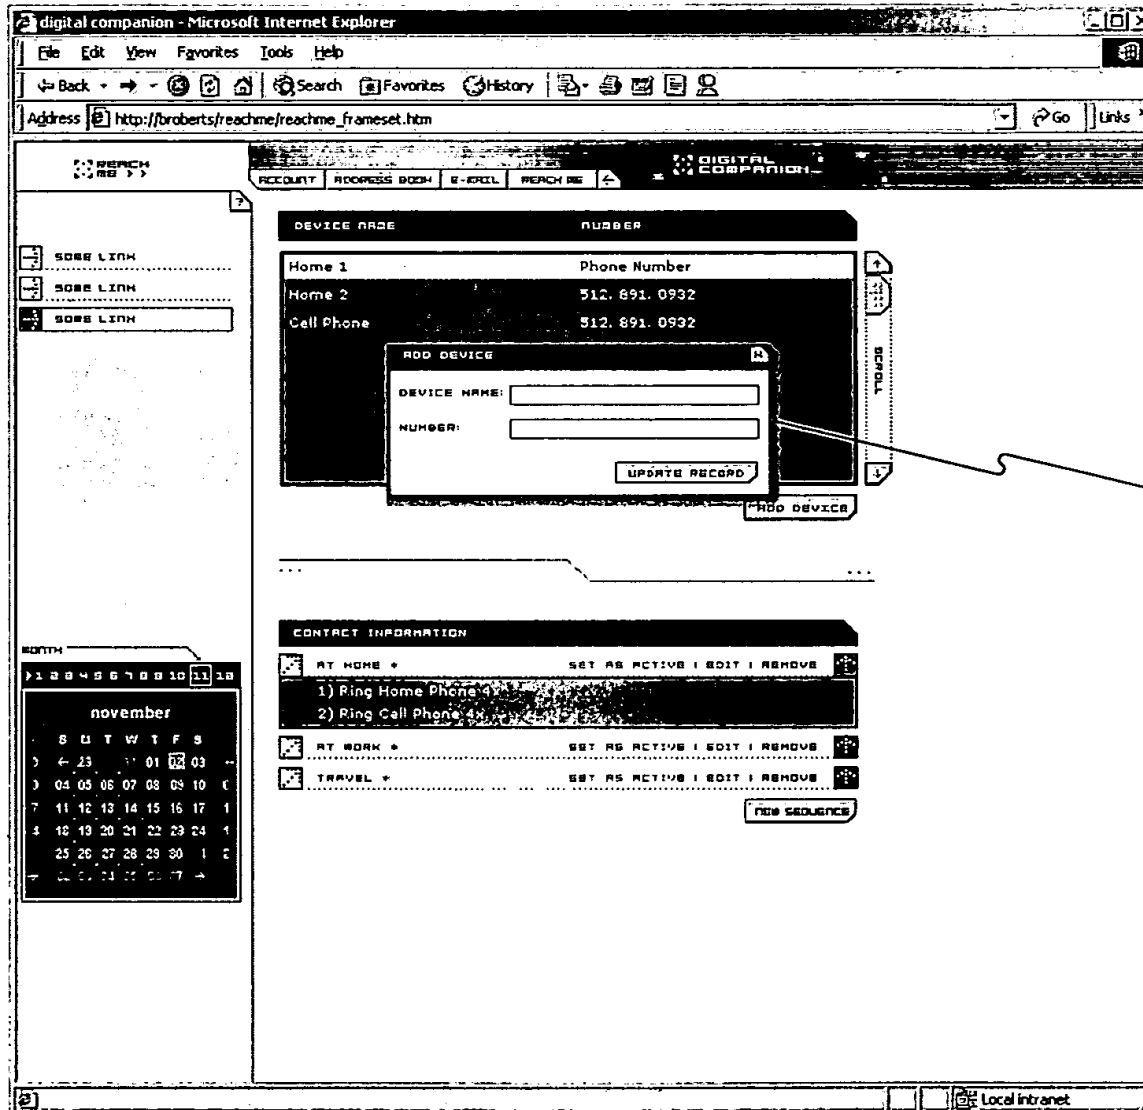 digital companion - Microsoft Internet Explorer
File Edit View Favorites Tools Help
Back Search Favorites History
Address http://broberts/reachme/reachme_frameset.htm Go Links
REACH
ME >>
ACCOUNT ADDRESS BOOK E-MAIL REACH ME ←
DIGITAL
COMPANION
?
DEVICE NAME NUMBER
SOME LINK
SOME LINK
SOME LINK
Home 1 Phone Number
Home 2 512. 891. 0932
Cell Phone 512. 891. 0932
SCROLL
ADD DEVICE
DEVICE NAME:
NUMBER:
UPDATE RECORD
ADD DEVICE
CONTACT INFORMATION
AT HOME * SET AS ACTIVE | EDIT | REMOVE
1) Ring Home Phone 4
2) Ring Cell Phone 4x
AT WORK * SET AS ACTIVE | EDIT | REMOVE
TRAVEL * SET AS ACTIVE | EDIT | REMOVE
NEW SEQUENCE
MONTH
1 2 3 4 5 6 7 8 9 10 11 12
november
S U T W T F S
← 23 01 02 03
04 05 06 07 08 09 10
11 12 13 14 15 16 17
18 19 20 21 22 23 24
25 26 27 28 29 30 1
Local intranet